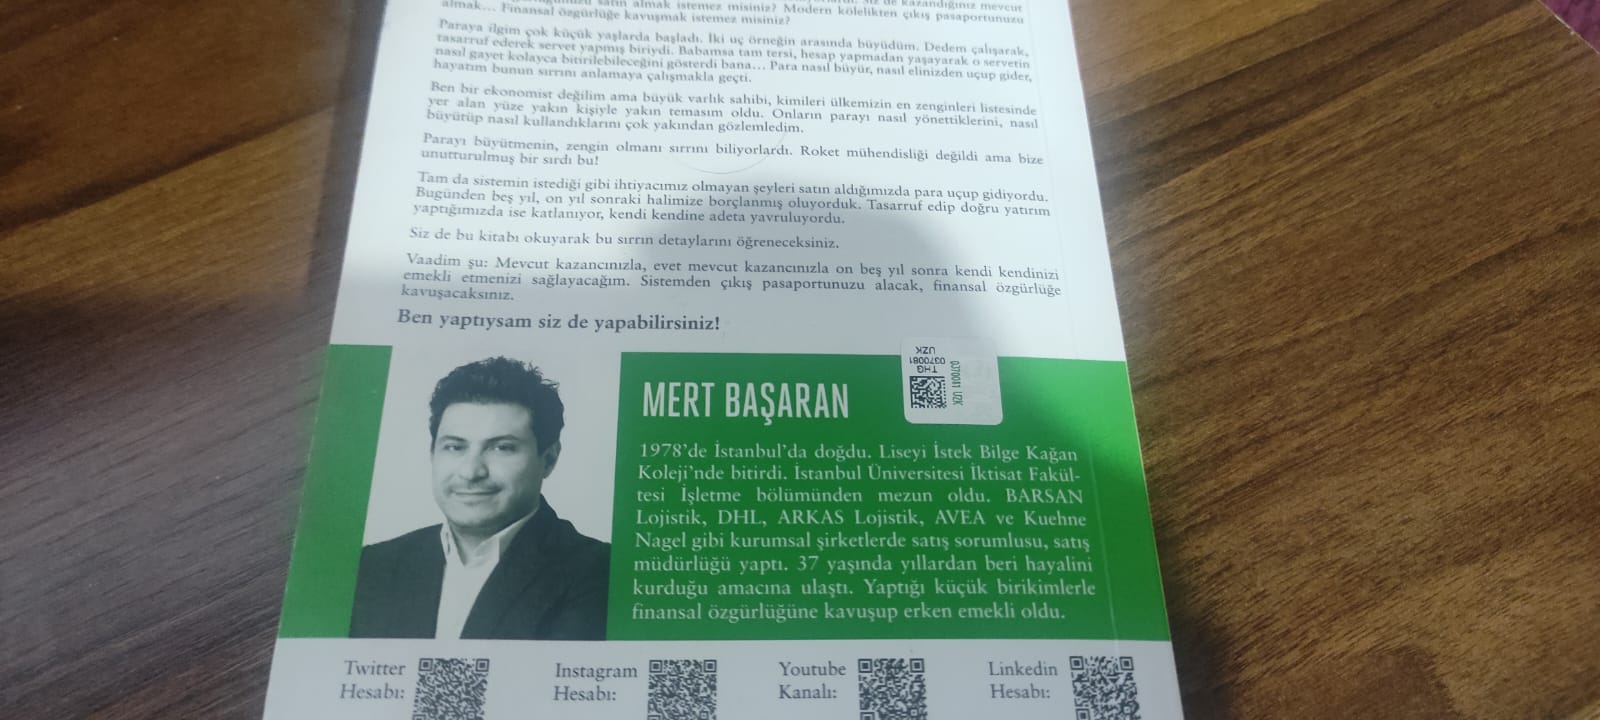 satın almak istemez misiniz? Modern kölelikten çıkış pasaportunuzu
almak... Finansal özgürlüğe kavuşmak istemez misiniz?
Paraya ilgim çok küçük yaşlarda başladı. İki uç örneğin arasında büyüdüm. Dedem çalışarak,
tasarruf ederek servet yapmış biriydi. Babamsa tam tersi, hesap yapmadan yaşayarak o servetin
nasıl gayet kolayca bitirilebileceğini gösterdi bana... Para nasıl büyür, nasıl elinizden uçup gider,
hayatım bunun sırrını anlamaya çalışmakla geçti.
Ben bir ekonomist değilim ama büyük varlık sahibi, kimileri ülkemizin en zenginleri listesinde
yer alan yüze yakın kişiyle yakın temasım oldu. Onların parayı nasıl yönettiklerini, nasıl
büyütüp nasıl kullandıklarını çok yakından gözlemledim.
Parayı büyütmenin, zengin olmanı sırrını biliyorlardı. Roket mühendisliği değildi ama bize
unutturulmuş bir sırdı bu!
Tam da sistemin istediği gibi ihtiyacımız olmayan şeyleri satın aldığımızda para uçup gidiyordu.
Bugünden beş yıl, on yıl sonraki halimize borçlanmış oluyorduk. Tasarruf edip doğru yatırım
yaptığımızda ise katlanıyor, kendi kendine adeta yavruluyordu.
Siz de bu kitabı okuyarak bu sırrın detaylarını öğreneceksiniz.
Vaadim şu: Mevcut kazancınızla, evet mevcut kazancınızla on beş yıl sonra kendi kendinizi
emekli etmenizi sağlayacağım. Sistemden çıkış pasaportunuzu alacak, finansal özgürlüğe
kavuşacaksınız.
Ben yaptıysam siz de yapabilirsiniz!
THG
0370081
UZK
0370081 UZK
MERT BAŞARAN
1978'de İstanbul'da doğdu. Liseyi İstek Bilge Kağan
Koleji'nde bitirdi. İstanbul Üniversitesi İktisat Fakül-
tesi İşletme bölümünden mezun oldu. BARSAN
Lojistik, DHL, ARKAS Lojistik, AVEA ve Kuehne
Nagel gibi kurumsal şirketlerde satış sorumlusu, satış
müdürlüğü yaptı. 37 yaşında yıllardan beri hayalini
kurduğu amacına ulaştı. Yaptığı küçük birikimlerle
finansal özgürlüğüne kavuşup erken emekli oldu.
Twitter
Hesabı:
Instagram
Hesabı:
Youtube
Kanalı:
Linkedin
Hesabı: